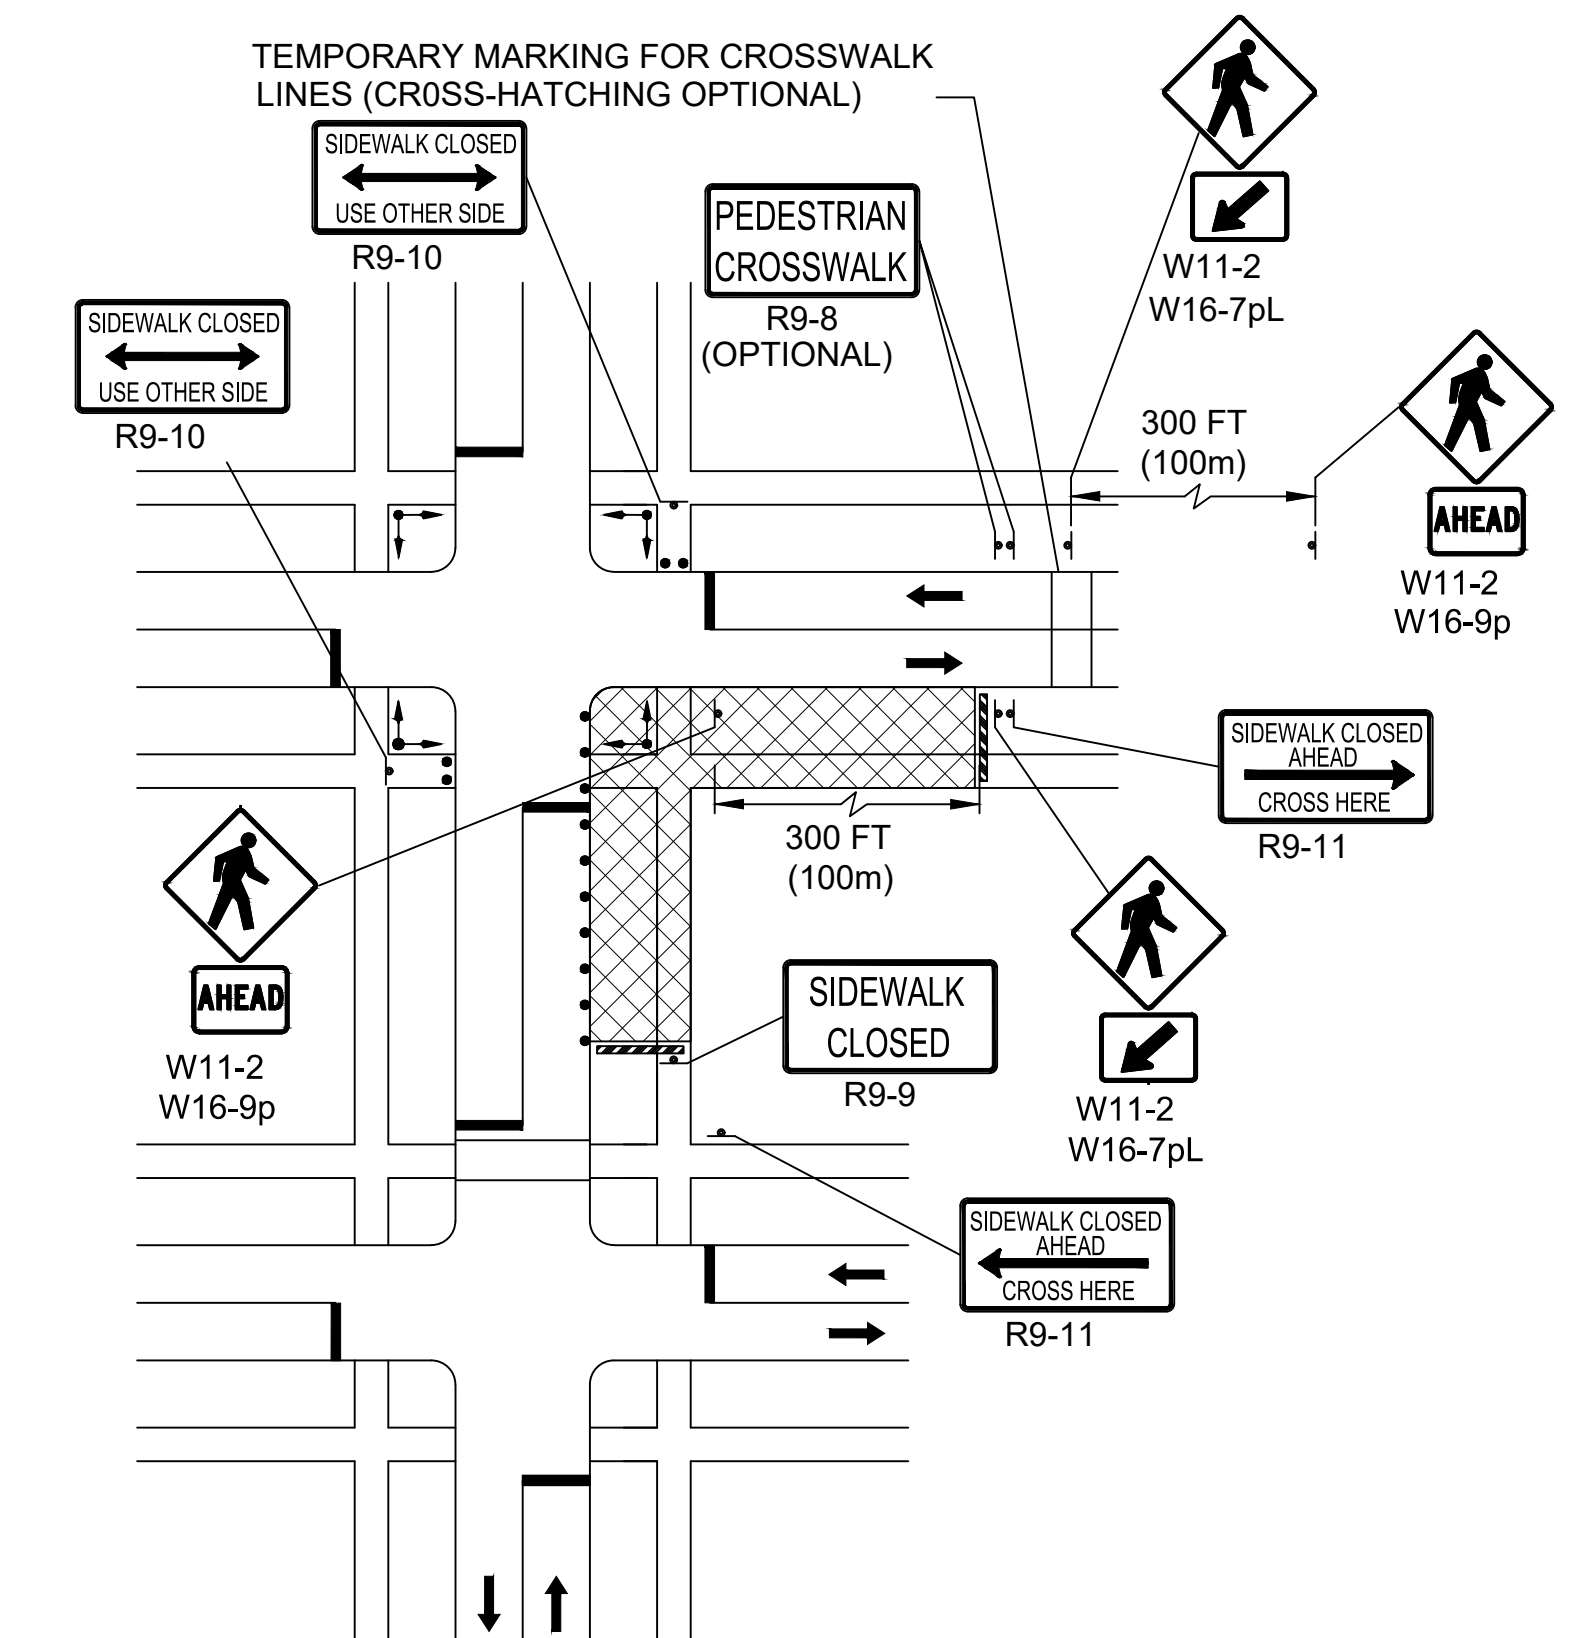 TEMPORARY MARKING FOR CROSSWALK
LINES (CR0SS-HATCHING OPTIONAL)
SIDEWALK CLOSED
USE OTHER SIDE
R9-10
PEDESTRIAN
CROSSWALK
R9-8
(OPTIONAL)
W11-2
W16-7pL
SIDEWALK CLOSED
USE OTHER SIDE
R9-10
300 FT
(100m)
AHEAD
W11-2
W16-9p
SIDEWALK CLOSED
AHEAD
CROSS HERE
R9-11
300 FT
(100m)
AHEAD
W11-2
W16-9p
SIDEWALK
CLOSED
R9-9
W11-2
W16-7pL
SIDEWALK CLOSED
AHEAD
CROSS HERE
R9-11